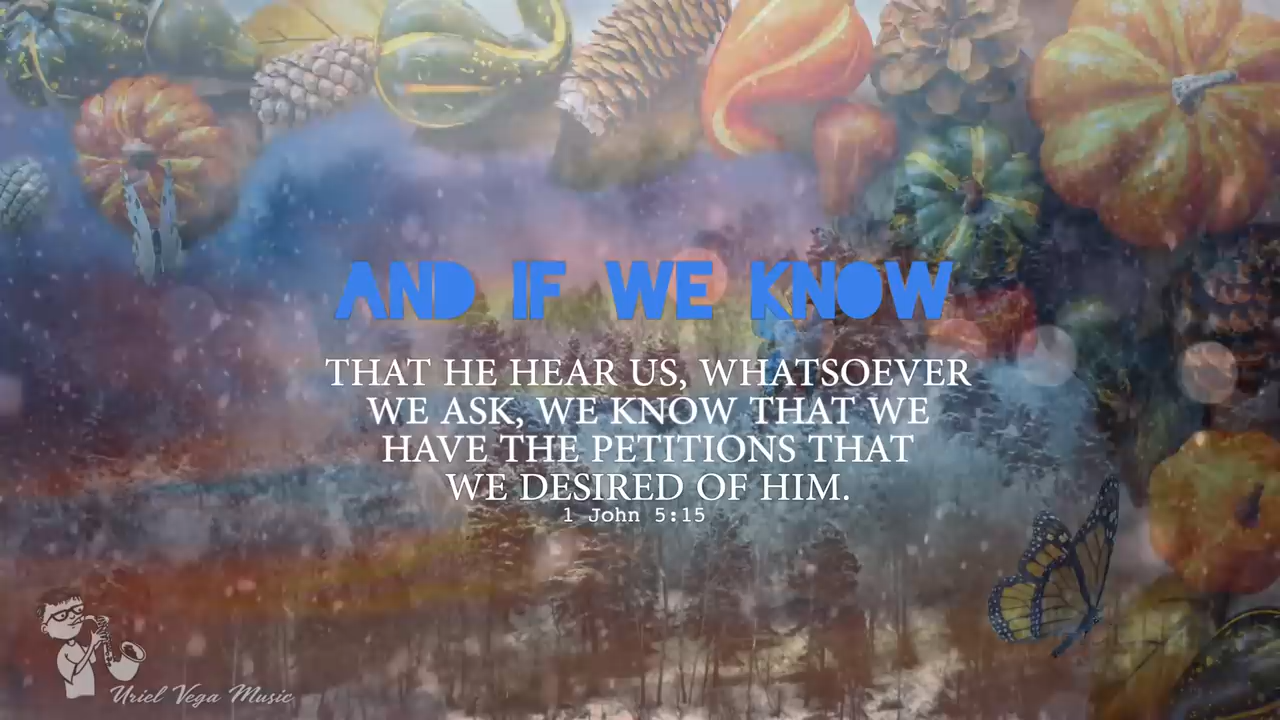 AND IF WE KNOW
THAT HE HEAR US, WHATSOEVER
WE ASK, WE KNOW THAT WE
HAVE THE PETITIONS THAT
WE DESIRED OF HIM.
1 John 5:15
Uriel Vega Music